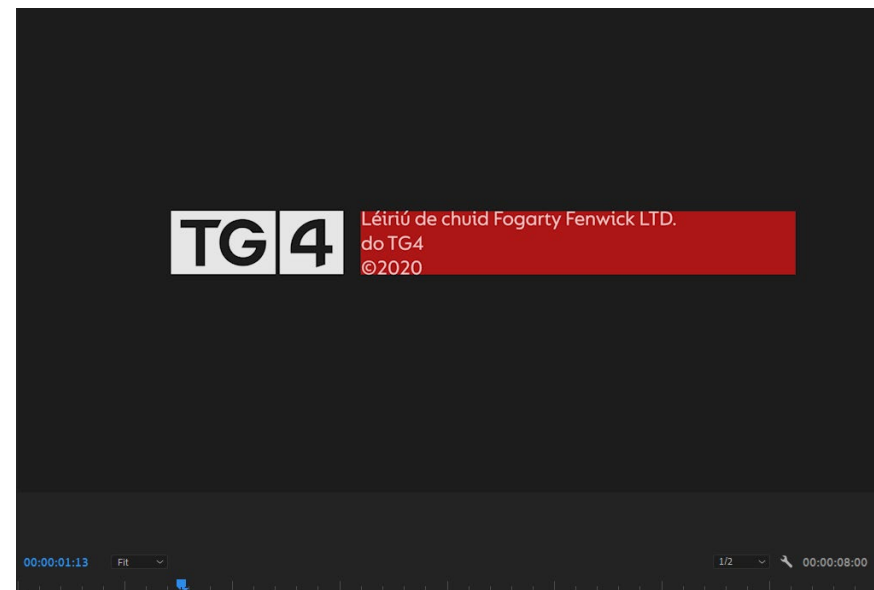 TG4
Léiriú de chuid Fogarty Fenwick LTD.
do TG4
©2020
00:00:01:13
Fit
1/2
00:00:08:00